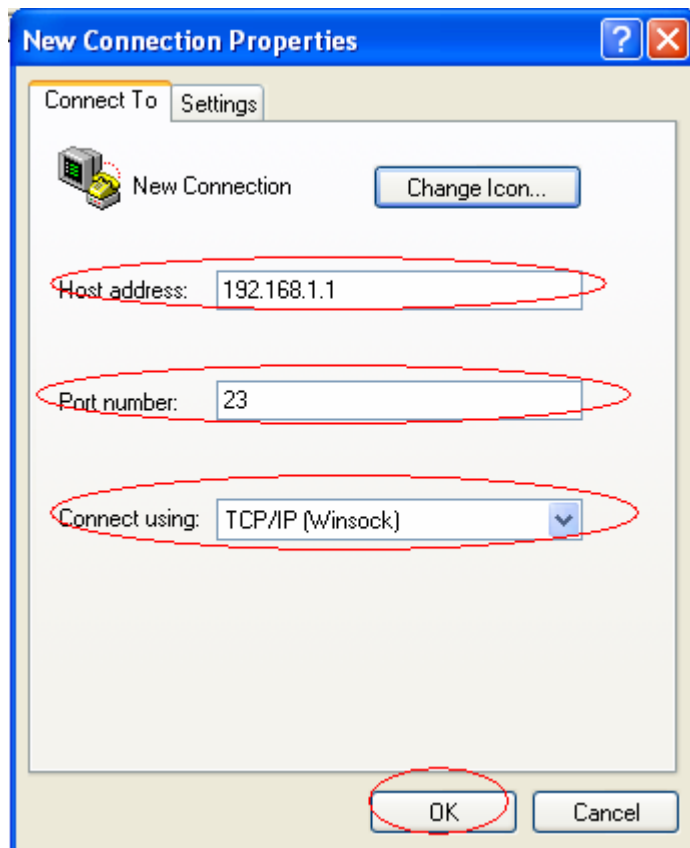 New Connection Properties
Connect To Settings
New Connection Change Icon...
Host address: 192.168.1.1
Port number: 23
Connect using: TCP/IP (Winsock)
OK Cancel